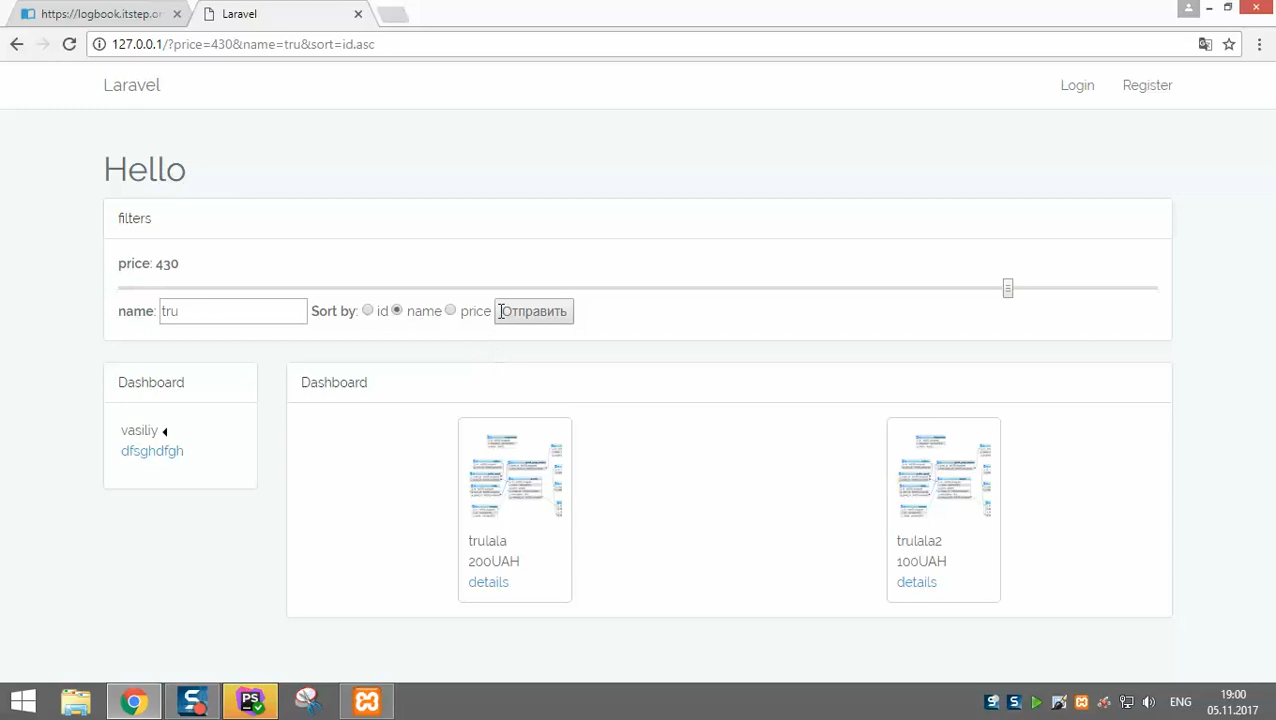 https://logbook.itstep.or
Laravel
127.0.0.1/?price=430&name=tru&sort=id.asc
Laravel
Login
Register
Hello
filters
price: 430
name: tru Sort by: id name price Отправить
Dashboard
Dashboard
vasiliy
dfsghdfgh
trulala
200UAH
details
trulala2
100UAH
details
PS
ENG
19:00
05.11.2017